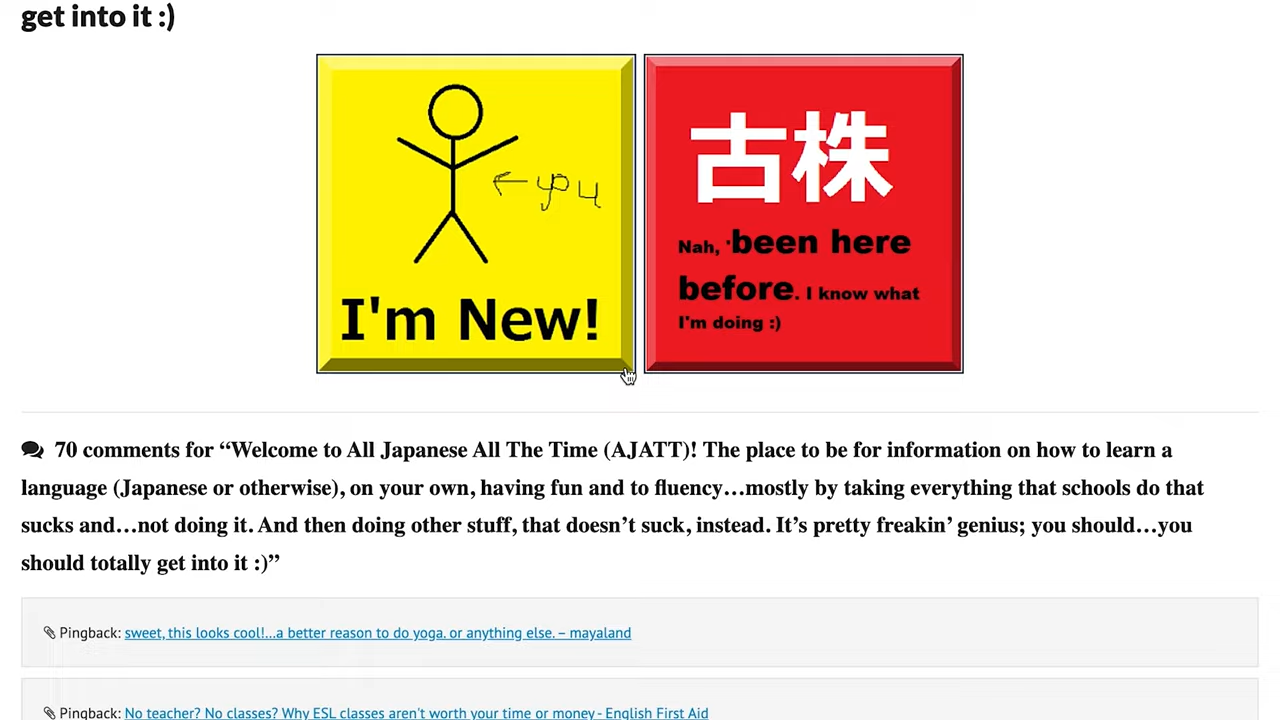 get into it :)
you
I'm New!
古株
Nah, 'been here
before. I know what
I'm doing :)
70 comments for “Welcome to All Japanese All The Time (AJATT)! The place to be for information on how to learn a
language (Japanese or otherwise), on your own, having fun and to fluency…mostly by taking everything that schools do that
sucks and…not doing it. And then doing other stuff, that doesn’t suck, instead. It’s pretty freakin’ genius; you should…you
should totally get into it :)”
Pingback: sweet, this looks cool!...a better reason to do yoga. or anything else. – mayaland
Pingback: No teacher? No classes? Why ESL classes aren't worth your time or money - English First Aid